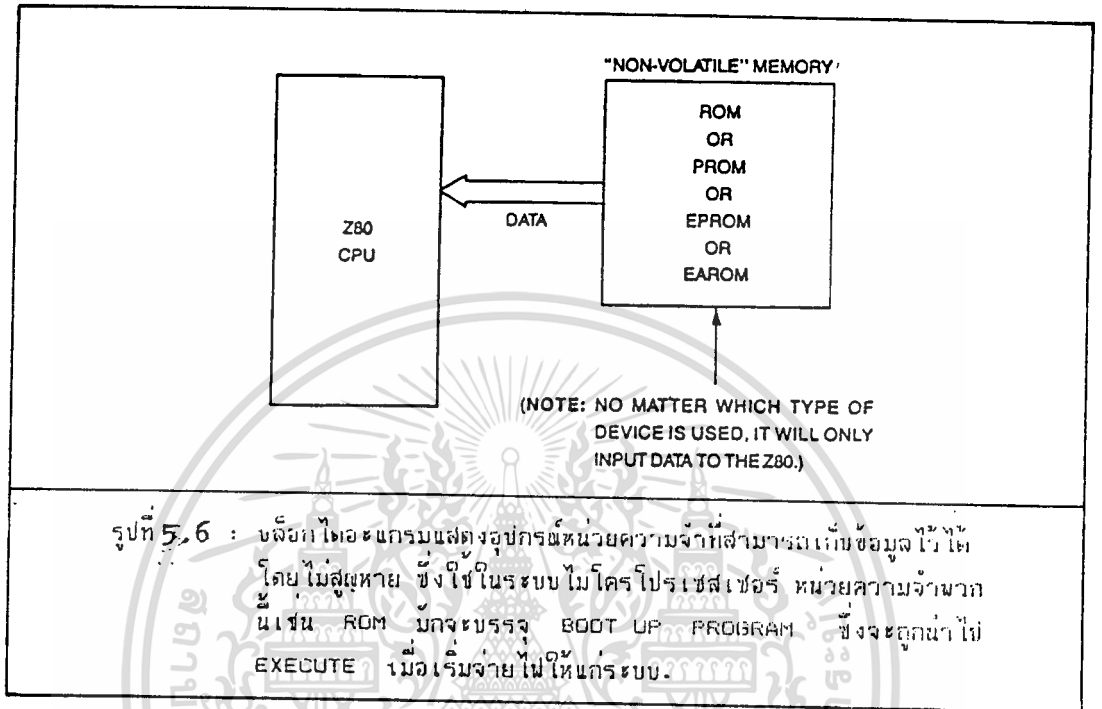 "NON-VOLATILE" MEMORY
ROM
OR
PROM
OR
EPROM
OR
EAROM
DATA
Z80
CPU
(NOTE: NO MATTER WHICH TYPE OF
DEVICE IS USED, IT WILL ONLY
INPUT DATA TO THE Z80.)
รูปที่ 5.6 : บล็อกไดอะแกรมแสดงอุปกรณ์หน่วยความจำที่สามารถเก็บข้อมูลไว้ได้
โดยไม่สูญหาย ซึ่งใช้ในระบบไมโครโปรเซสเซอร์ หน่วยความจำพวก
นี้เช่น ROM มักจะบรรจุ BOOT UP PROGRAM ซึ่งจะถูกนำไป
EXECUTE เมื่อเริ่มจ่ายไฟให้แก่ระบบ.